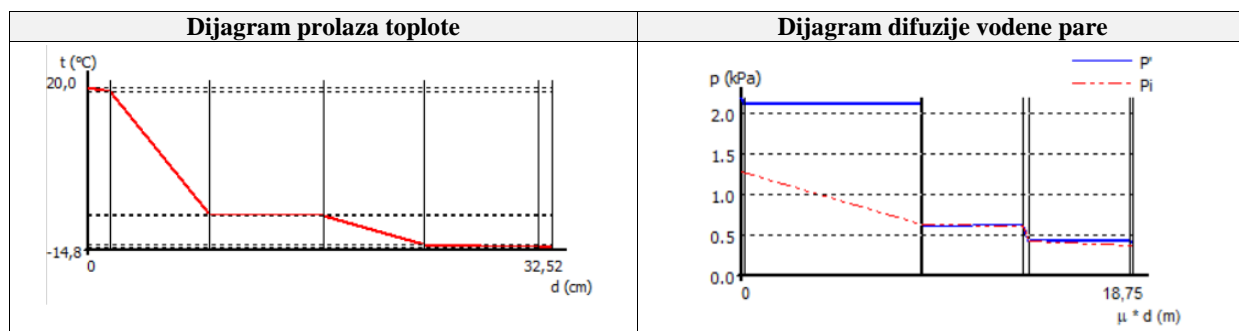 Dijagram prolaza toplote
Dijagram difuzije vodene pare
t (°C)
20,0
-14,8
0
32,52
d (cm)
p (kPa)
P'
Pi
2.0
1.5
1.0
0.5
0.0
0
18,75
μ * d (m)